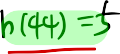 h(44) = 5